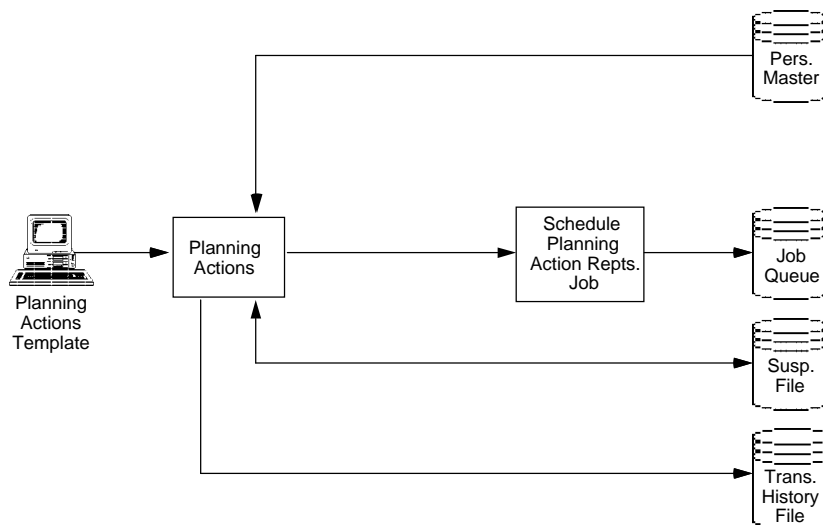 Pers.
Master
Planning
Actions
Template
Planning
Actions
Schedule
Planning
Action Repts.
Job
Job
Queue
Susp.
File
Trans.
History
File